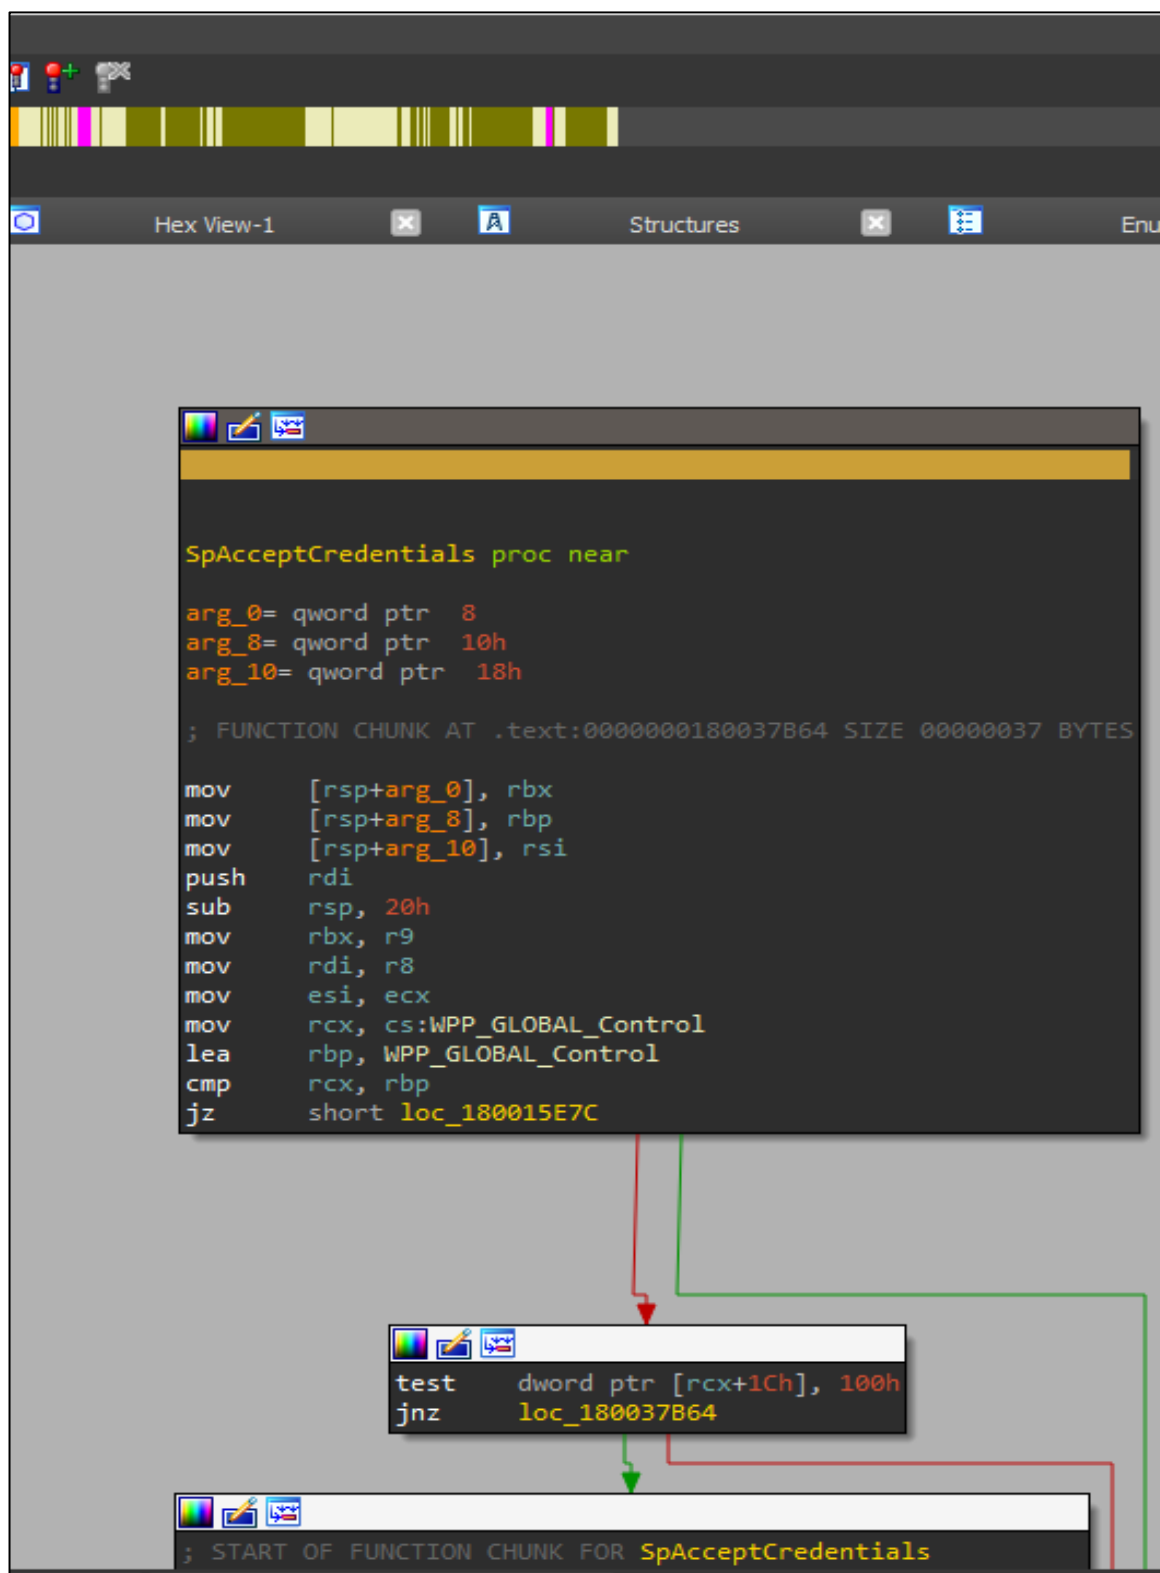 Hex View-1 Structures Enu
SpAcceptCredentials proc near
arg_0= qword ptr  8
arg_8= qword ptr  10h
arg_10= qword ptr  18h
; FUNCTION CHUNK AT .text:0000000180037B64 SIZE 00000037 BYTES
mov     [rsp+arg_0], rbx
mov     [rsp+arg_8], rbp
mov     [rsp+arg_10], rsi
push    rdi
sub     rsp, 20h
mov     rbx, r9
mov     rdi, r8
mov     esi, ecx
mov     rcx, cs:WPP_GLOBAL_Control
lea     rbp, WPP_GLOBAL_Control
cmp     rcx, rbp
jz      short loc_180015E7C
test    dword ptr [rcx+1Ch], 100h
jnz     loc_180037B64
; START OF FUNCTION CHUNK FOR SpAcceptCredentials